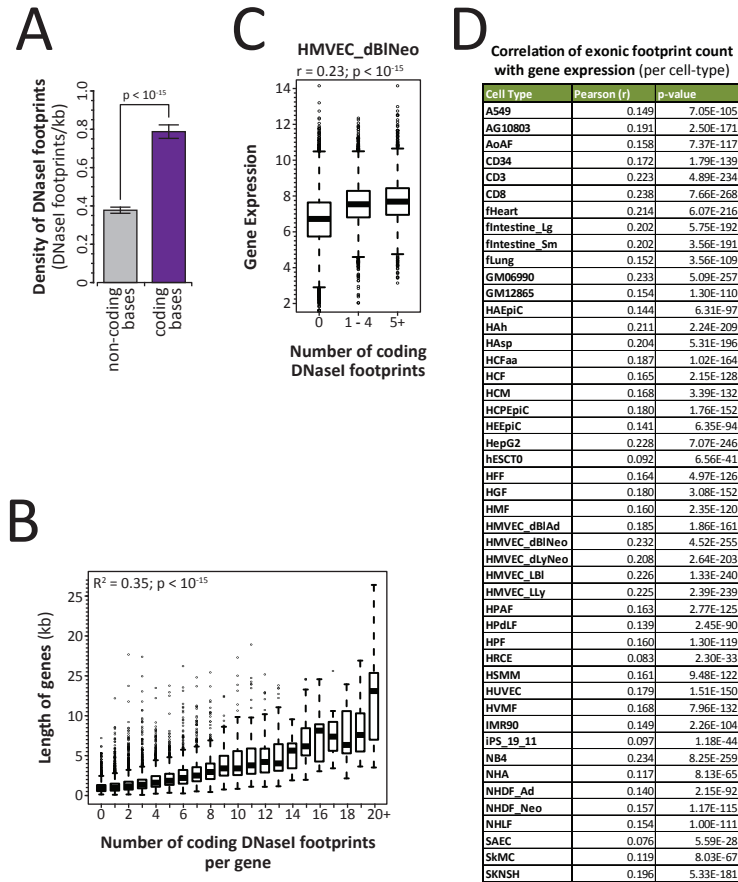 A
Density of DNaseI footprints
(DNaseI footprints/kb)
1.0
0.8
0.6
0.4
0.2
0
p < 10-15
non-coding
bases
coding
bases
C
HMVEC_dBlNeo
r = 0.23; p < 10-15
Gene Expression
14
12
10
8
6
4
2
0
1 - 4
5+
Number of coding
DNaseI footprints
B
R2 = 0.35; p < 10-15
Length of genes (kb)
25
25
10
5
0
0 2 4 6 8 10 12 14 16 18 20+
Number of coding DNaseI footprints
per gene
D
Correlation of exonic footprint count
with gene expression (per cell-type)
Cell Type Pearson (r) p-value
A549 0.149 7.05E-105
AG10803 0.191 2.50E-171
AoAF 0.158 7.37E-117
CD34 0.172 1.79E-139
CD3 0.223 4.89E-234
CD8 0.238 7.66E-268
fHeart 0.214 6.07E-216
fIntestine_Lg 0.202 5.75E-192
fIntestine_Sm 0.202 3.56E-191
fLung 0.152 3.56E-109
GM06990 0.233 5.09E-257
GM12865 0.154 1.30E-110
HAEpiC 0.144 6.31E-97
HAh 0.211 2.24E-209
HAsp 0.204 5.31E-196
HCFaa 0.187 1.02E-164
HCF 0.165 2.15E-128
HCM 0.168 3.39E-132
HCPEpiC 0.180 1.76E-152
HEEpiC 0.141 6.35E-94
HepG2 0.228 7.07E-246
hESCT0 0.092 6.56E-41
HFF 0.164 4.97E-126
HGF 0.180 3.08E-152
HMF 0.160 2.35E-120
HMVEC_dBlAd 0.185 1.86E-161
HMVEC_dBlNeo 0.232 4.52E-255
HMVEC_dLyNeo 0.208 2.64E-203
HMVEC_LBl 0.226 1.33E-240
HMVEC_LLy 0.225 2.39E-239
HPAF 0.163 2.77E-125
HPdLF 0.139 2.45E-90
HPF 0.160 1.30E-119
HRCE 0.083 2.30E-33
HSMM 0.161 9.48E-122
HUVEC 0.179 1.51E-150
HVMF 0.168 7.96E-132
IMR90 0.149 2.26E-104
iPS_19_11 0.097 1.18E-44
NB4 0.234 8.25E-259
NHA 0.117 8.13E-65
NHDF_Ad 0.140 2.15E-92
NHDF_Neo 0.157 1.17E-115
NHLF 0.154 1.00E-111
SAEC 0.076 5.59E-28
SkMC 0.119 8.03E-67
SKNSH 0.196 5.33E-181